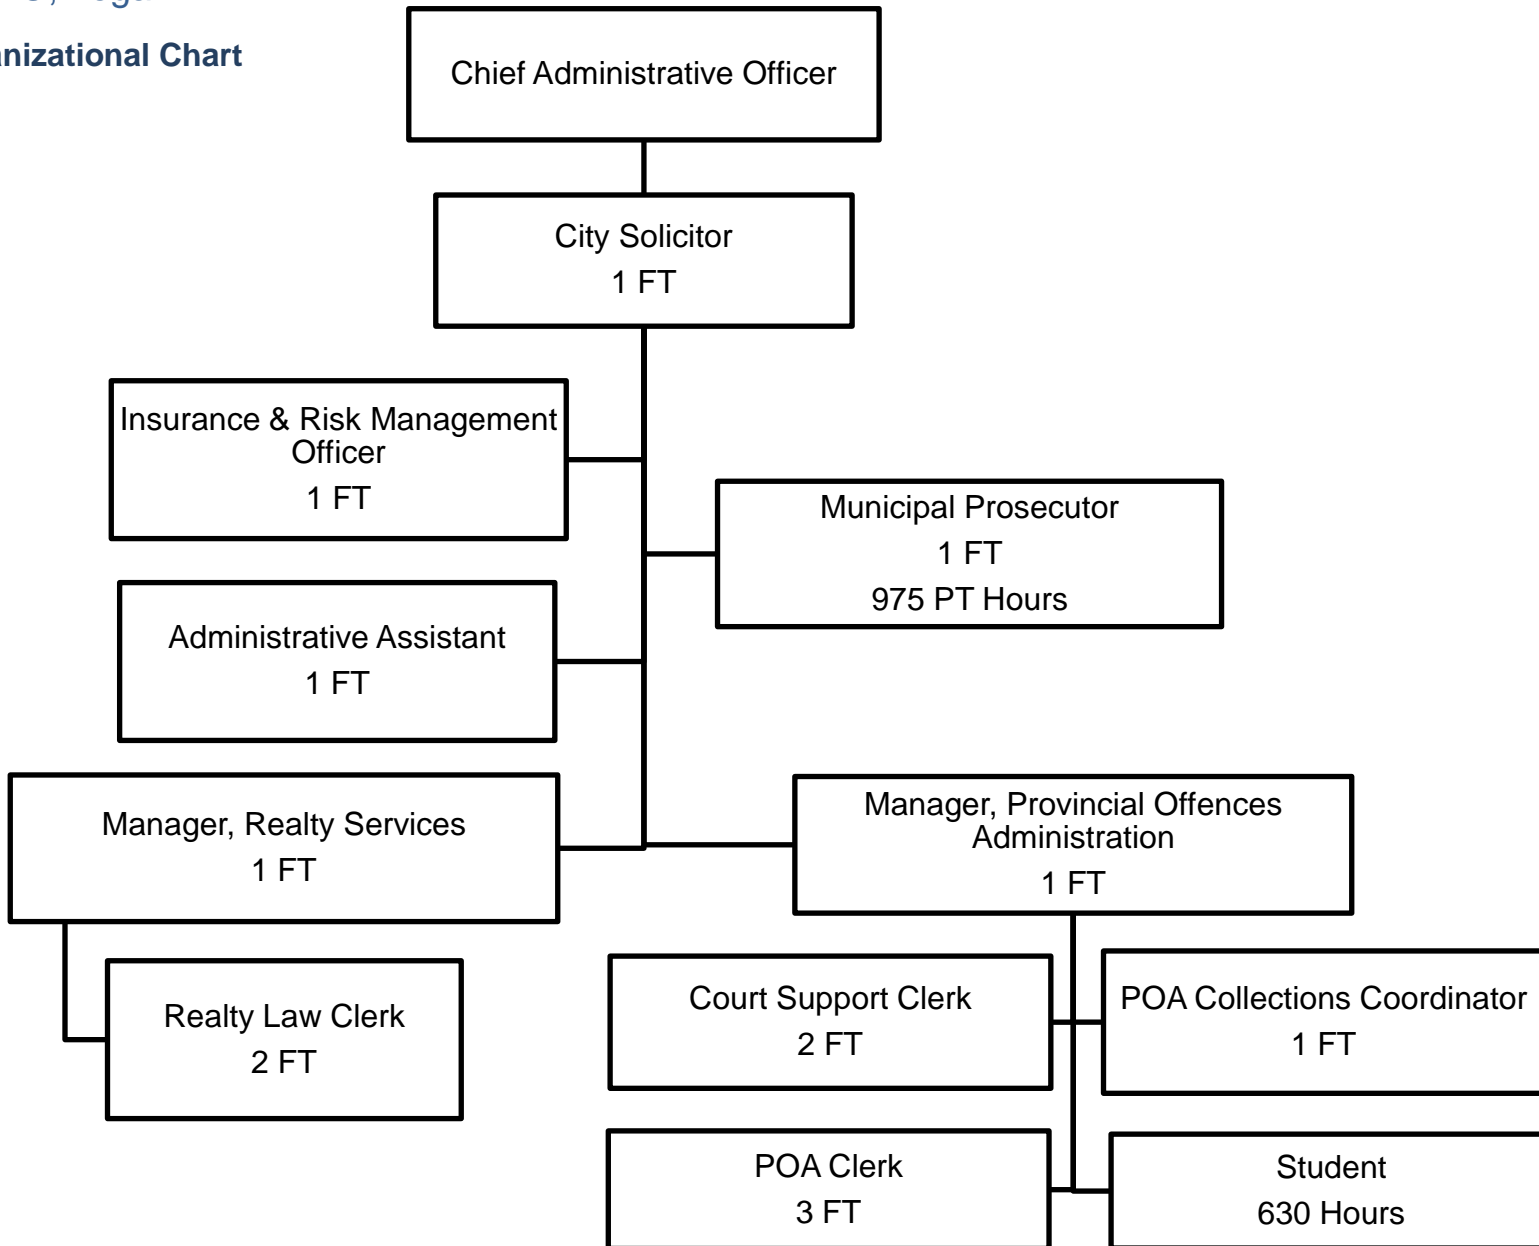 anizational Chart
Chief Administrative Officer
City Solicitor
1 FT
Insurance & Risk Management
Officer
1 FT
Municipal Prosecutor
1 FT
975 PT Hours
Administrative Assistant
1 FT
Manager, Realty Services
1 FT
Manager, Provincial Offences
Administration
1 FT
Realty Law Clerk
2 FT
Court Support Clerk
2 FT
POA Collections Coordinator
1 FT
POA Clerk
3 FT
Student
630 Hours